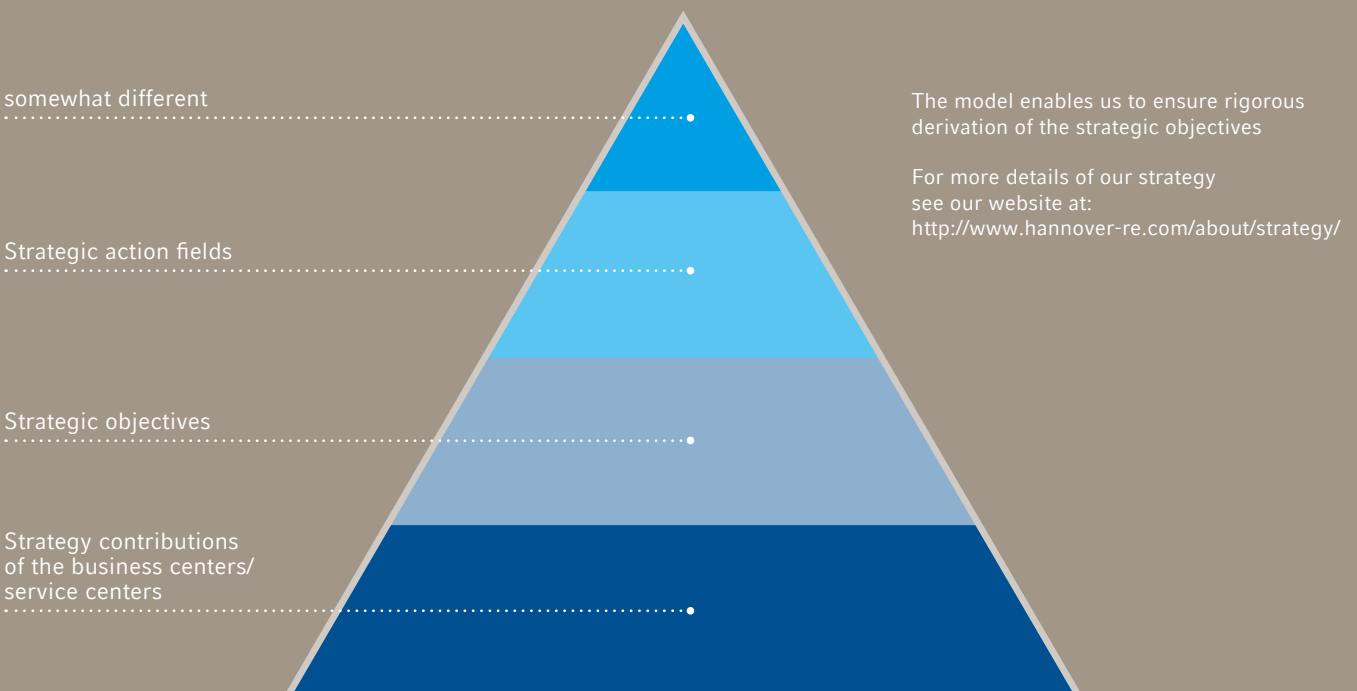 somewhat different
Strategic action fields
Strategic objectives
Strategy contributions
of the business centers/
service centers
The model enables us to ensure rigorous
derivation of the strategic objectives
For more details of our strategy
see our website at:
http://www.hannover-re.com/about/strategy/